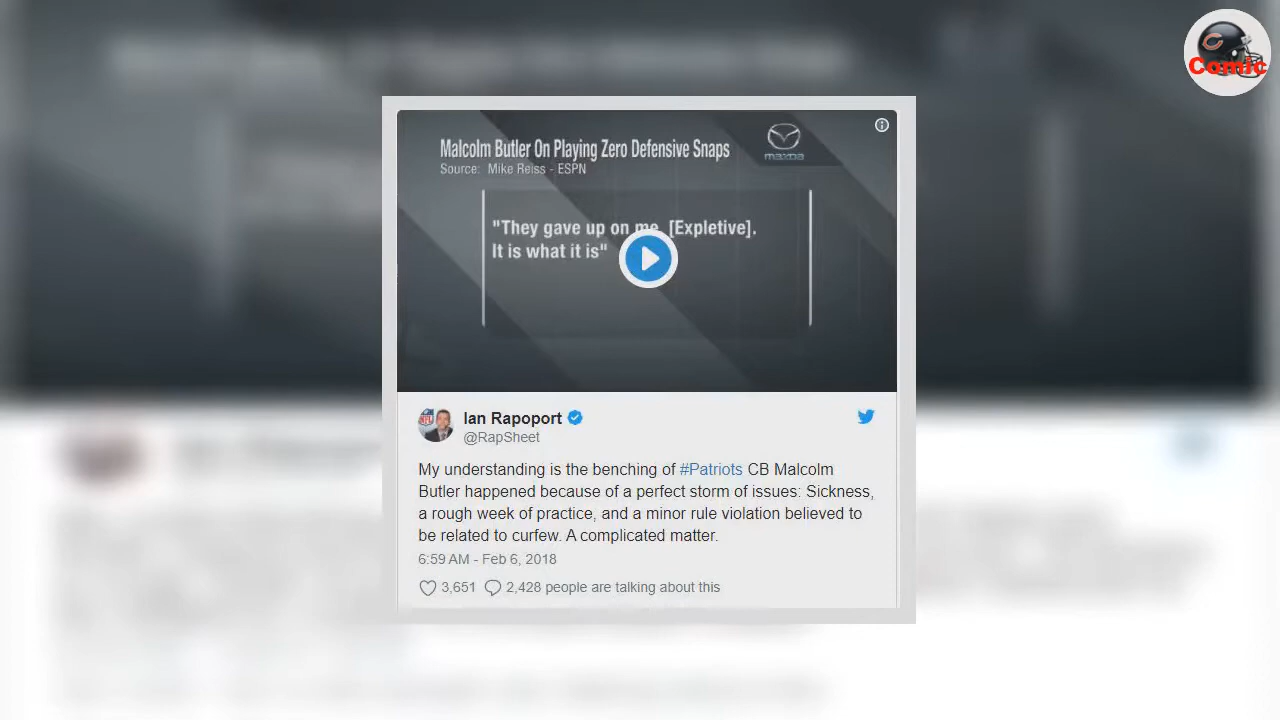 Comic
Malcolm Butler On Playing Zero Defensive Snaps
Source: Mike Reiss - ESPN
mazda
"They gave up on me. [Expletive].
It is what it is"
NFL
Ian Rapoport
@RapSheet
My understanding is the benching of #Patriots CB Malcolm
Butler happened because of a perfect storm of issues: Sickness,
a rough week of practice, and a minor rule violation believed to
be related to curfew. A complicated matter.
6:59 AM - Feb 6, 2018
3,651 2,428 people are talking about this